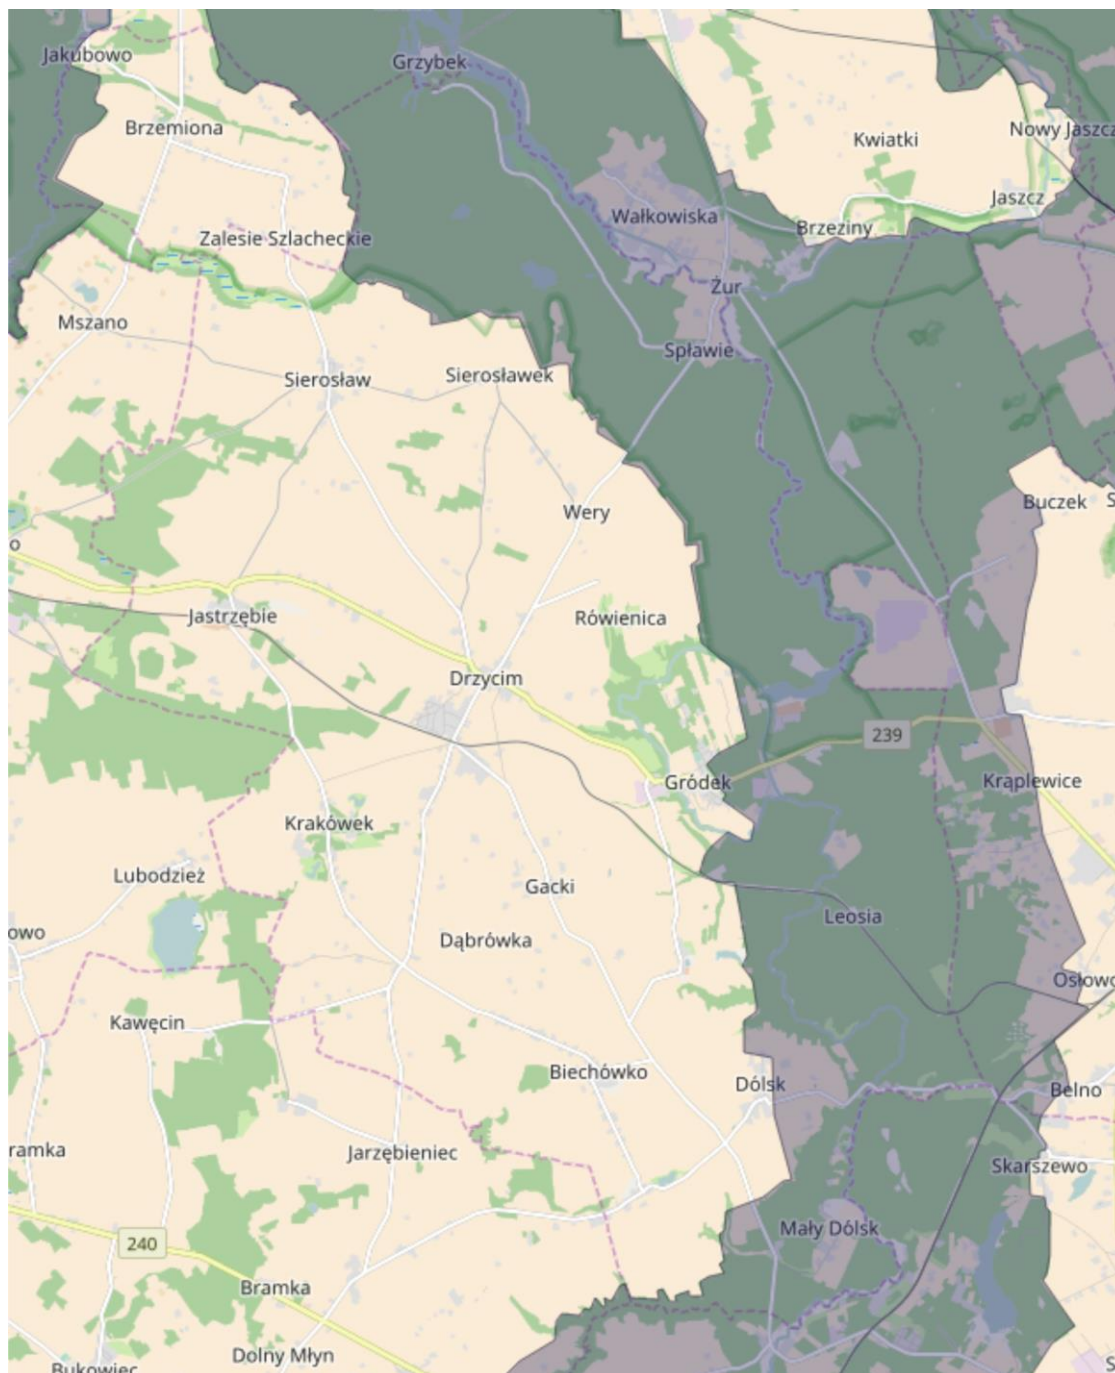 Jakubowo
Grzybek
Brzemiona
Kwiatki
Nowy Jaszcz
Jaszcz
Wałkowiska
Brzeziny
Zalesie Szlacheckie
Żur
Mszano
Spławie
Sierosław
Sierosławek
Buczek
S
Wery
o
Jastrzębie
Rówienica
Drzycim
239
Gródek
Krąplewice
Krakówek
Lubodzież
Gacki
Leosia
owo
Dąbrówka
Osłowo
Kawęcin
Biechówko
Dólsk
Belno
ramka
Jarzębieniec
Skarszewo
Mały Dólsk
240
Bramka
Dolny Młyn
Bukowiec
S